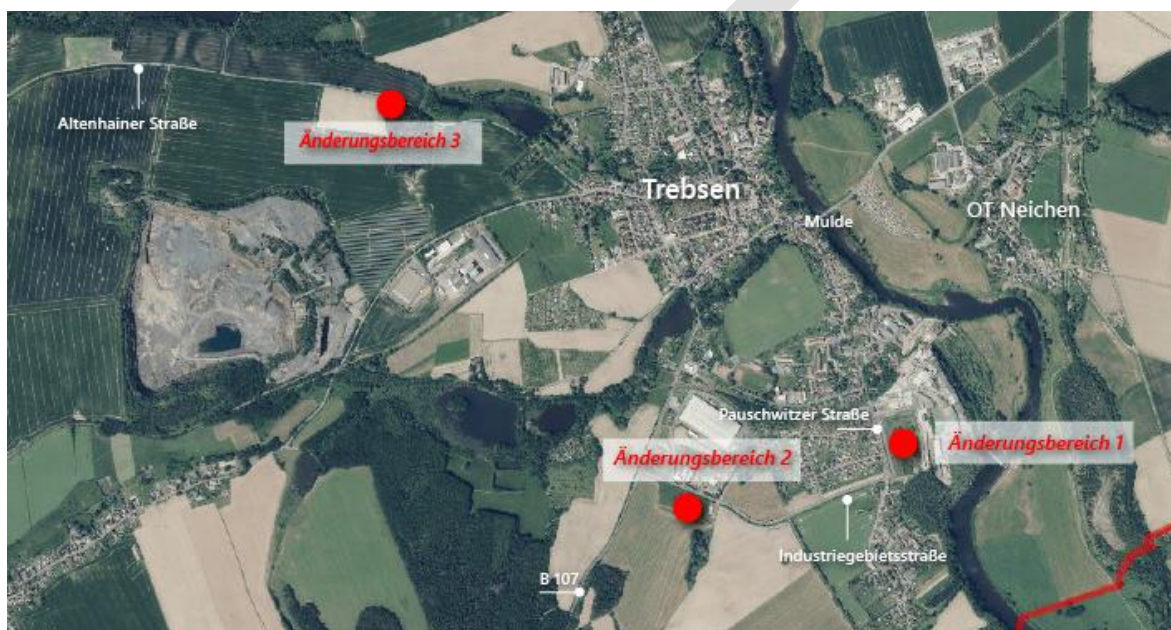 Altenhainer Straße
Änderungsbereich 3
Trebsen
OT Neichen
Mulde
Pauschwitzer Straße
Änderungsbereich 1
Änderungsbereich 2
Industriegebietsstraße
B 107